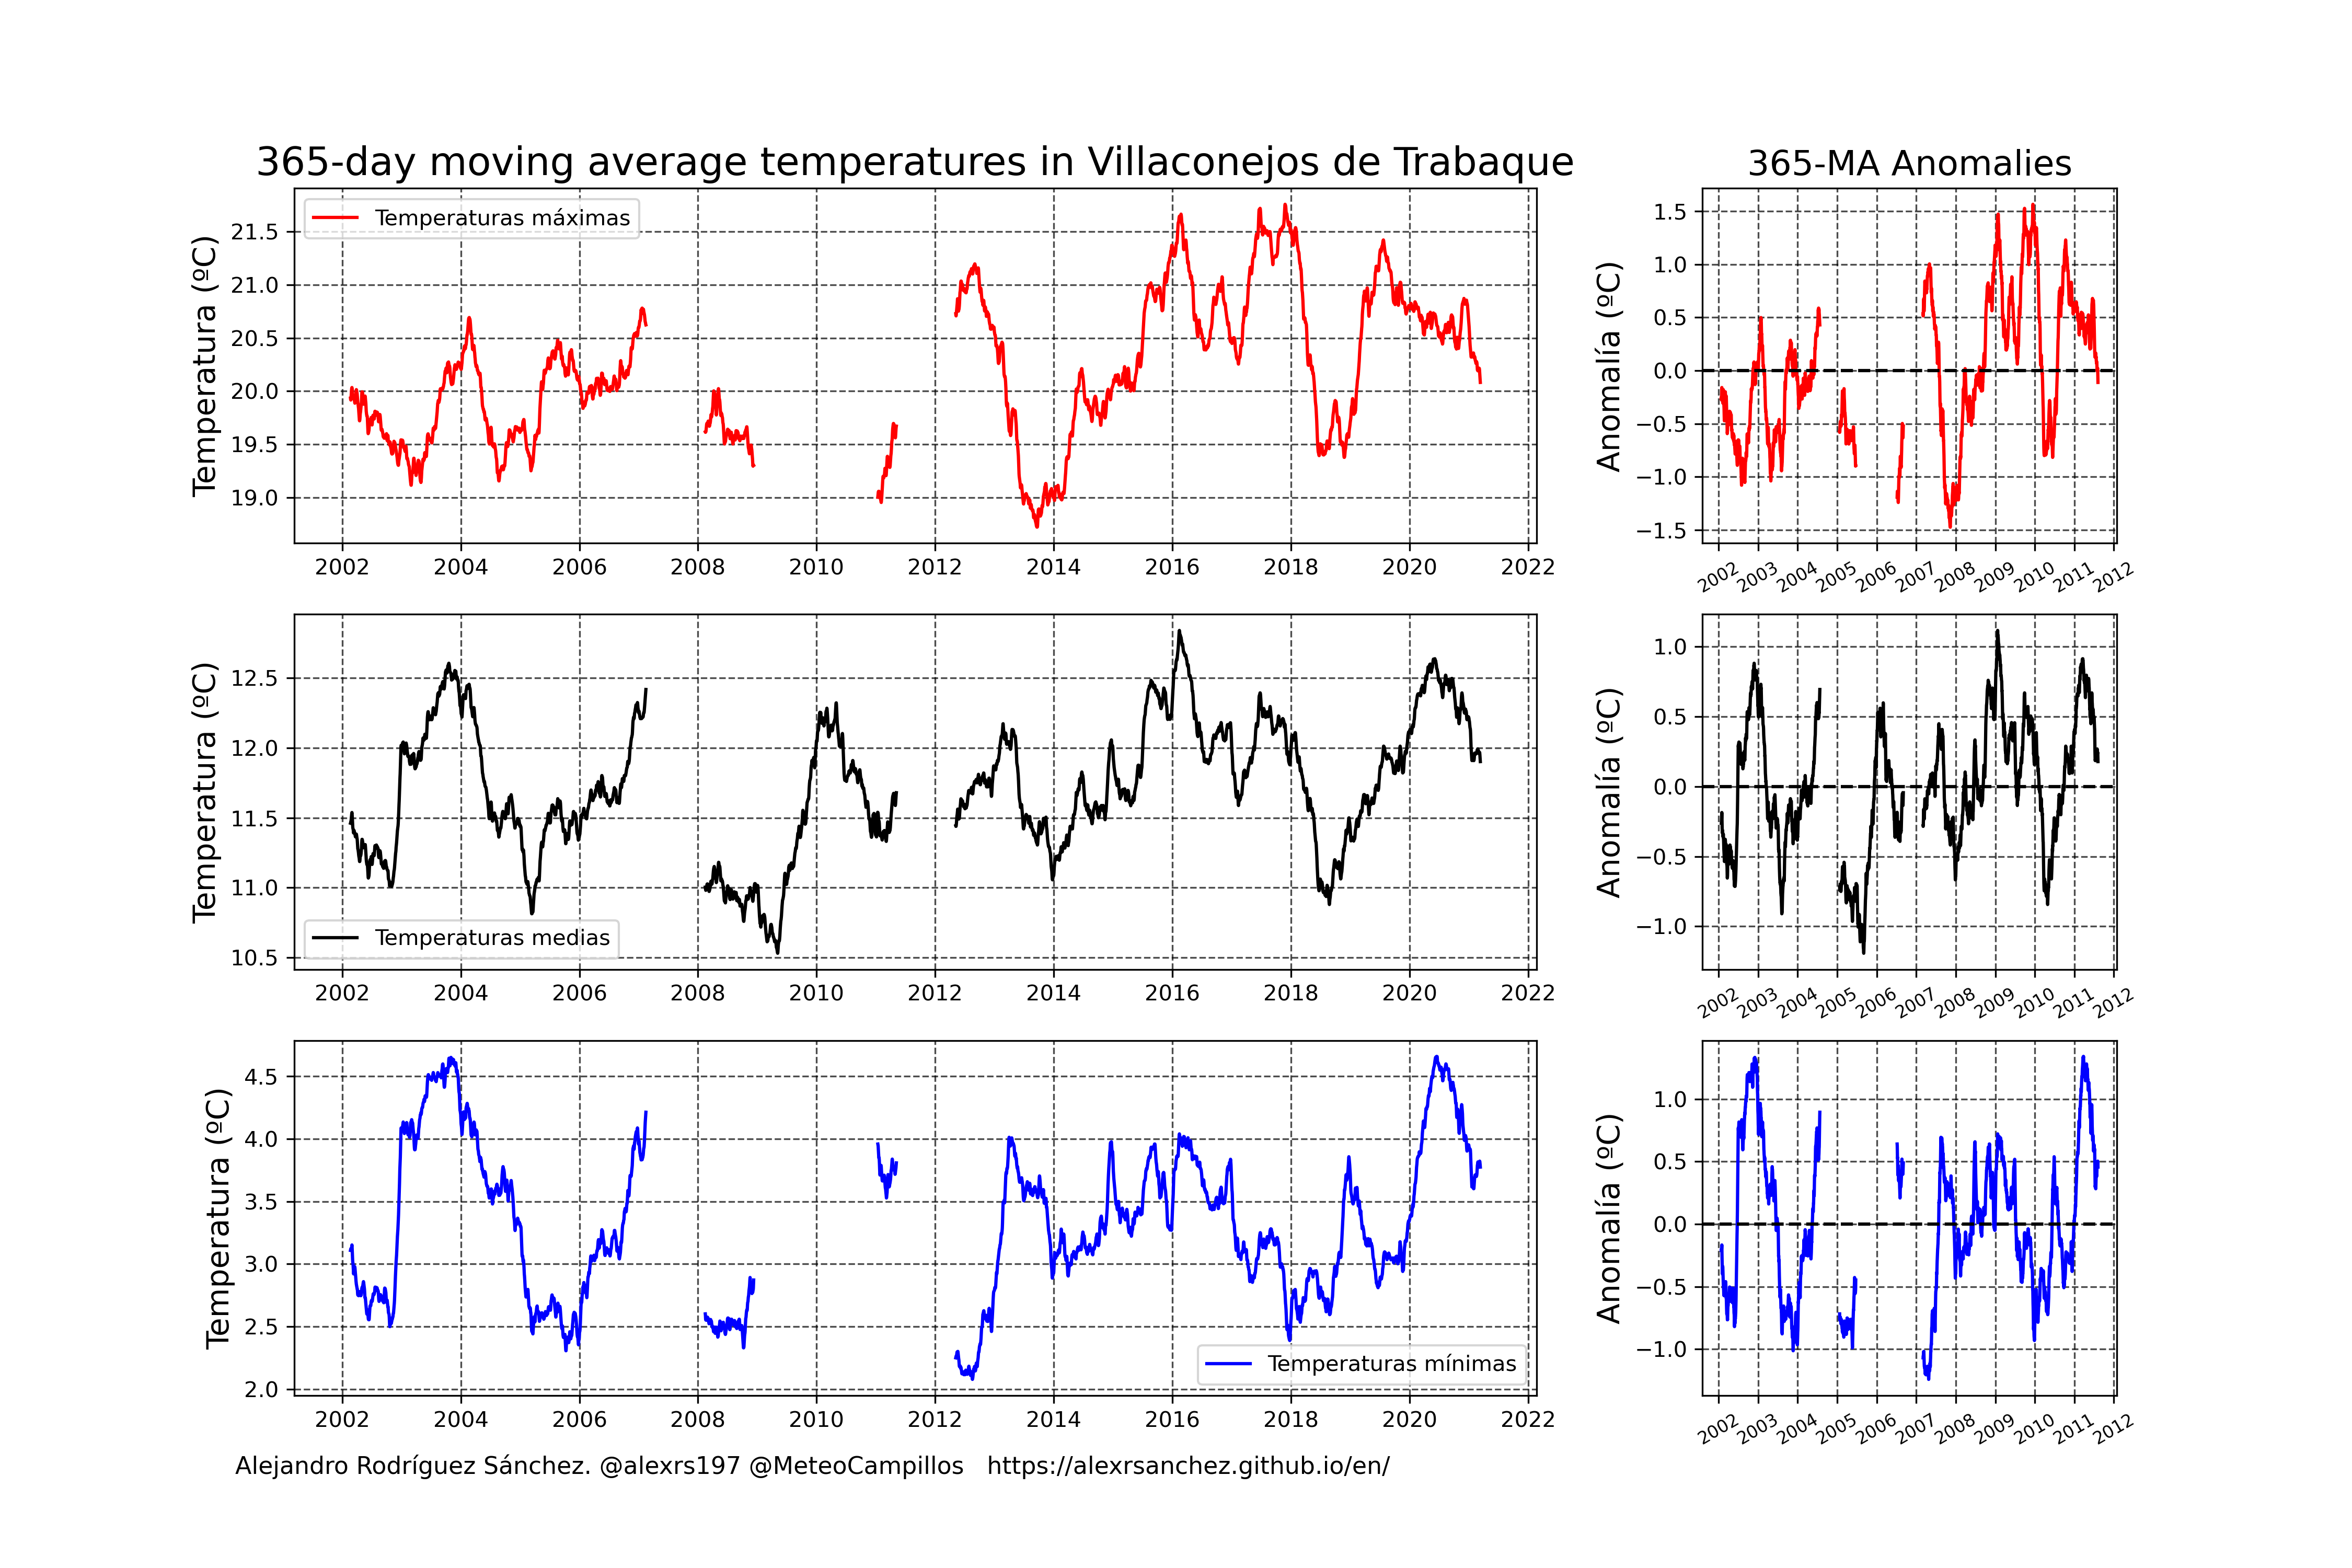 365-day moving average temperatures in Villaconejos de Trabaque
365-MA Anomalies
Temperatura (ºC)
21.5
21.0
20.5
20.0
19.5
19.0
Temperaturas máximas
2002 2004 2006 2008 2010 2012 2014 2016 2018 2020 2022
Anomalía (ºC)
1.5
1.0
0.5
0.0
−0.5
−1.0
−1.5
2002 2003 2004 2005 2006 2007 2008 2009 2010 2011 2012
Temperatura (ºC)
12.5
12.0
11.5
11.0
10.5
Temperaturas medias
2002 2004 2006 2008 2010 2012 2014 2016 2018 2020 2022
Anomalía (ºC)
1.0
0.5
0.0
−0.5
−1.0
2002 2003 2004 2005 2006 2007 2008 2009 2010 2011 2012
Temperatura (ºC)
4.5
4.0
3.5
3.0
2.5
2.0
Temperaturas mínimas
2002 2004 2006 2008 2010 2012 2014 2016 2018 2020 2022
Anomalía (ºC)
1.0
0.5
0.0
−0.5
−1.0
2002 2003 2004 2005 2006 2007 2008 2009 2010 2011 2012
Alejandro Rodríguez Sánchez. @alexrs197 @MeteoCampillos https://alexrsanchez.github.io/en/